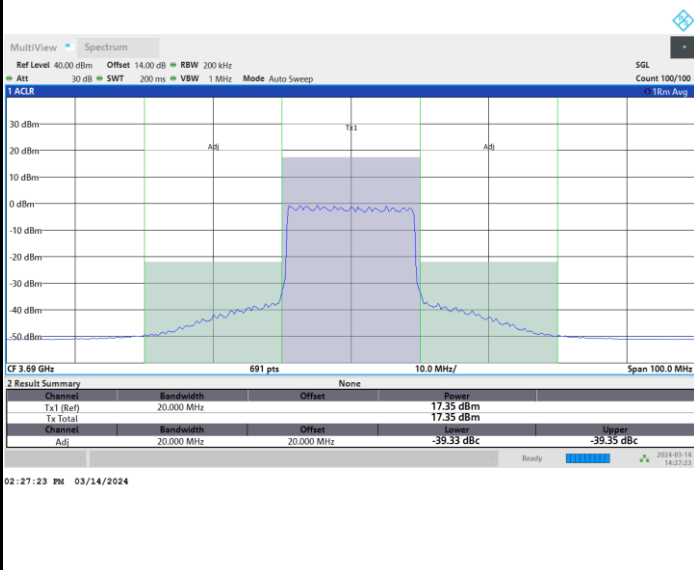 MultiView Spectrum
Ref Level 40.00 dBm Offset 14.00 dB RBW 200 kHz SGL
Att 30 dB SWT 200 ms VBW 1 MHz Mode Auto Sweep Count 100/100
1 ACLR 1Rm Avg
Tx1
30 dBm
Adj Adj
20 dBm
10 dBm
0 dBm
-10 dBm
-20 dBm
-30 dBm
-40 dBm
-50 dBm
CF 3.69 GHz 691 pts 10.0 MHz/ Span 100.0 MHz
2 Result Summary None
Channel Bandwidth Offset Power
Tx1 (Ref) 20.000 MHz 17.35 dBm
Tx Total 17.35 dBm
Channel Bandwidth Offset Lower Upper
Adj 20.000 MHz 20.000 MHz -39.33 dBc -39.35 dBc
Ready 2024-03-14
14:27:23
02:27:23 PM 03/14/2024